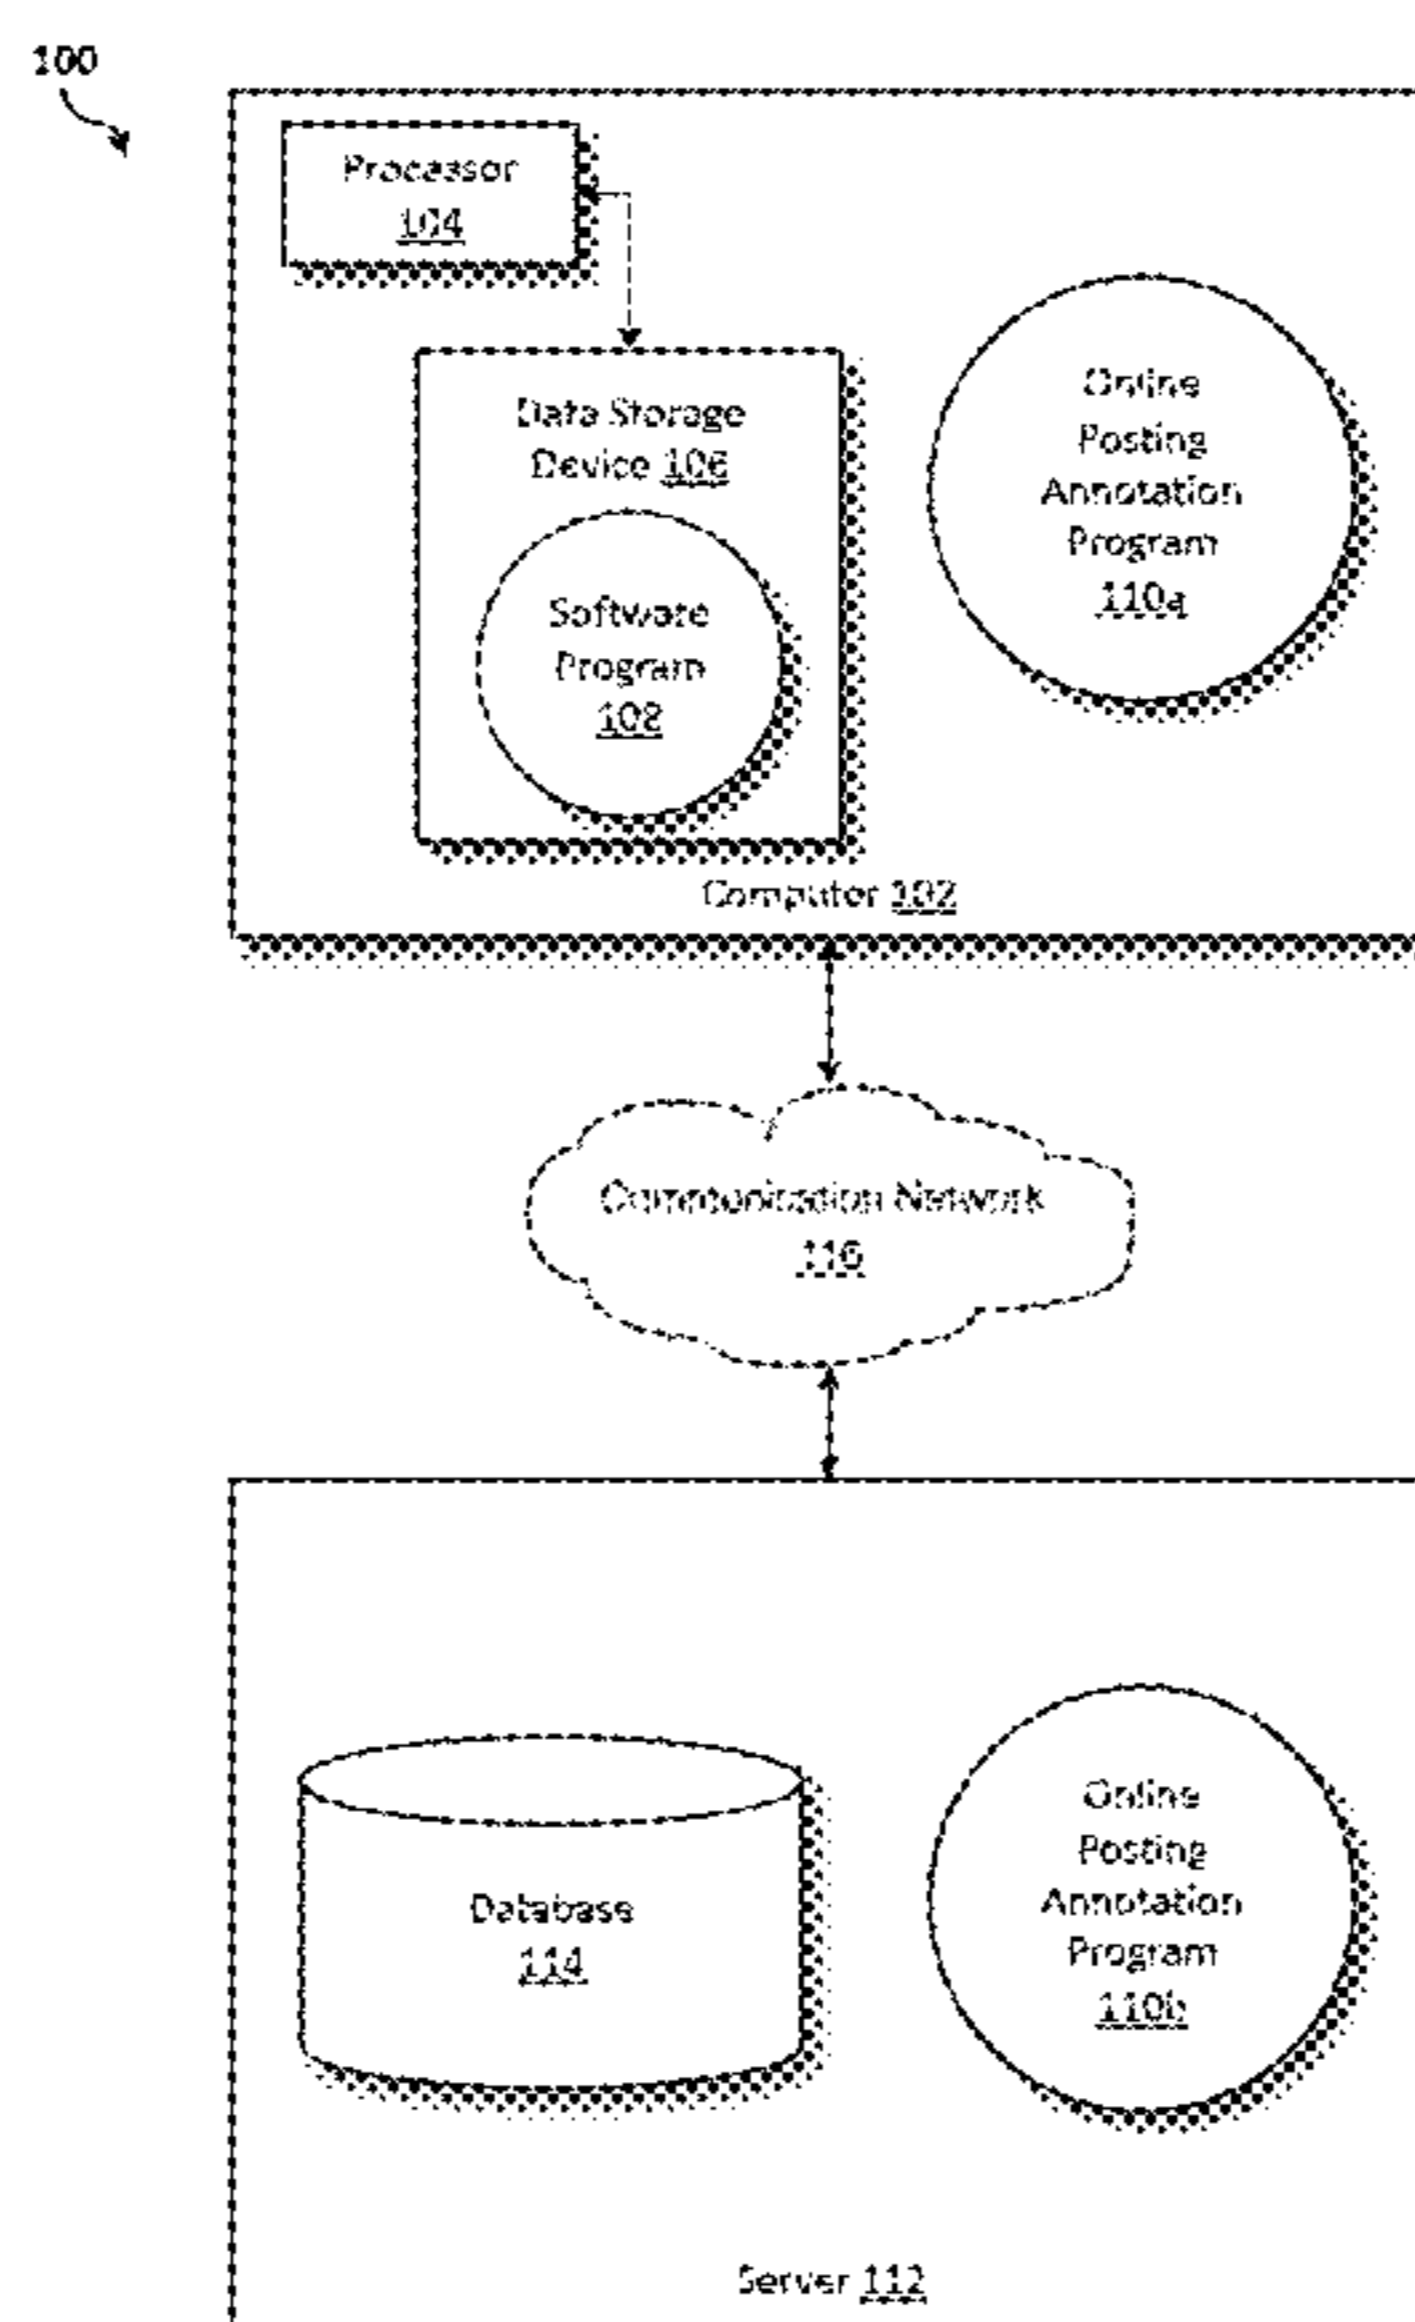 100
Processor
104
Data Storage
Device 106
Software
Program
108
Online
Posting
Annotation
Program
110a
Computer 102
Communication Network
116
Database
114
Online
Posting
Annotation
Program
110b
Server 112